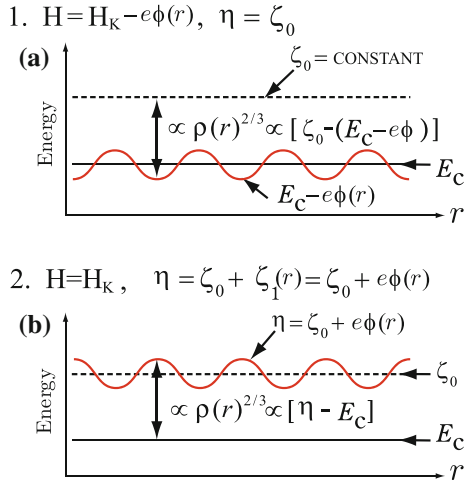 1. H=H_K−eϕ(r), η=ζ_0
(a)
ζ_0= CONSTANT
Energy
∝ρ(r)^{2/3}∝[ζ_0-(E_c−eϕ)]
E_c
E_c−eϕ(r)
r
2. H=H_K, η=ζ_0+ζ_1(r)=ζ_0+eϕ(r)
(b)
η=ζ_0+eϕ(r)
Energy
ζ_0
∝ρ(r)^{2/3}∝[η-E_c]
E_c
r